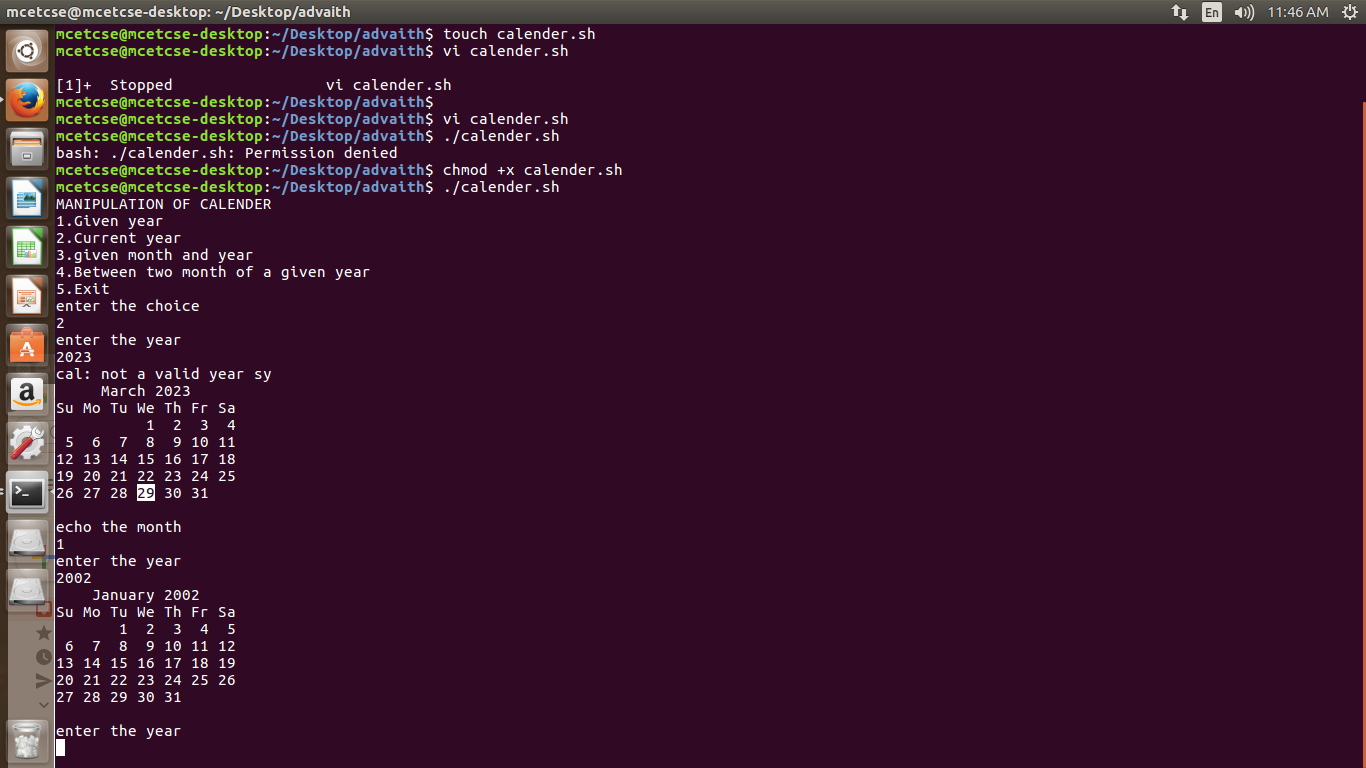 mcetcse@mcetcse-desktop: ~/Desktop/advaith
En
11:46 AM
mcetcse@mcetcse-desktop:~/Desktop/advaith$ touch calender.sh
mcetcse@mcetcse-desktop:~/Desktop/advaith$ vi calender.sh
[1]+  Stopped                 vi calender.sh
mcetcse@mcetcse-desktop:~/Desktop/advaith$
mcetcse@mcetcse-desktop:~/Desktop/advaith$ vi calender.sh
mcetcse@mcetcse-desktop:~/Desktop/advaith$ ./calender.sh
bash: ./calender.sh: Permission denied
mcetcse@mcetcse-desktop:~/Desktop/advaith$ chmod +x calender.sh
mcetcse@mcetcse-desktop:~/Desktop/advaith$ ./calender.sh
MANIPULATION OF CALENDER
1.Given year
2.Current year
3.given month and year
4.Between two month of a given year
5.Exit
enter the choice
2
enter the year
2023
cal: not a valid year sy
     March 2023
Su Mo Tu We Th Fr Sa
          1  2  3  4
 5  6  7  8  9 10 11
12 13 14 15 16 17 18
19 20 21 22 23 24 25
26 27 28 29 30 31
echo the month
1
enter the year
2002
    January 2002
Su Mo Tu We Th Fr Sa
       1  2  3  4  5
 6  7  8  9 10 11 12
13 14 15 16 17 18 19
20 21 22 23 24 25 26
27 28 29 30 31
enter the year